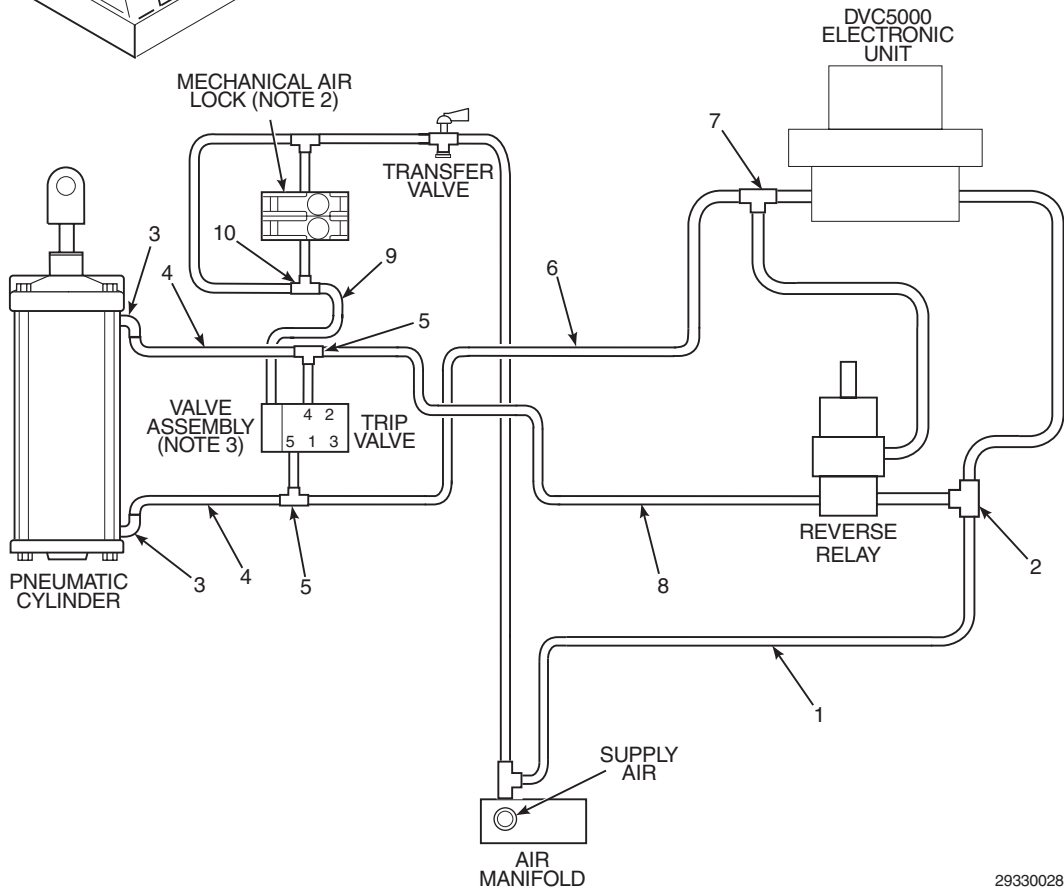 DVC5000
ELECTRONIC
UNIT
MECHANICAL AIR
LOCK (NOTE 2)
7
TRANSFER
VALVE
3
4
10
9
6
5
VALVE
ASSEMBLY
(NOTE 3)
4 2
5 1 3
TRIP
VALVE
REVERSE
RELAY
2
PNEUMATIC
CYLINDER
3
4
5
8
1
SUPPLY
AIR
AIR
MANIFOLD
29330028